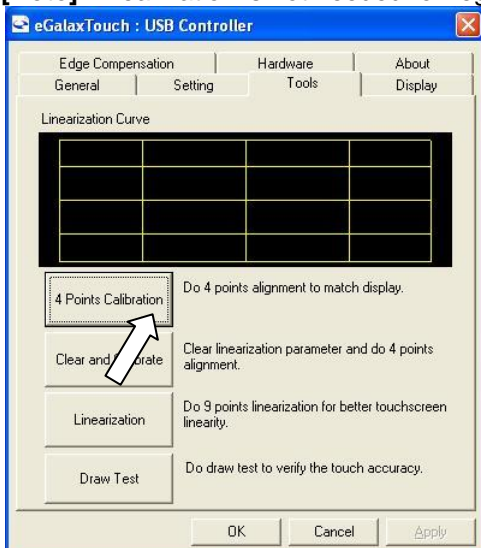 eGalaxTouch : USB Controller
Edge Compensation Hardware About
General Setting Tools Display
Linearization Curve
4 Points Calibration
Do 4 points alignment to match display.
Clear and
Clear linearization parameter and do 4 points
alignment.
Linearization
Do 9 points linearization for better touchscreen
linearity.
Draw Test
Do draw test to verify the touch accuracy.
OK Cancel Apply